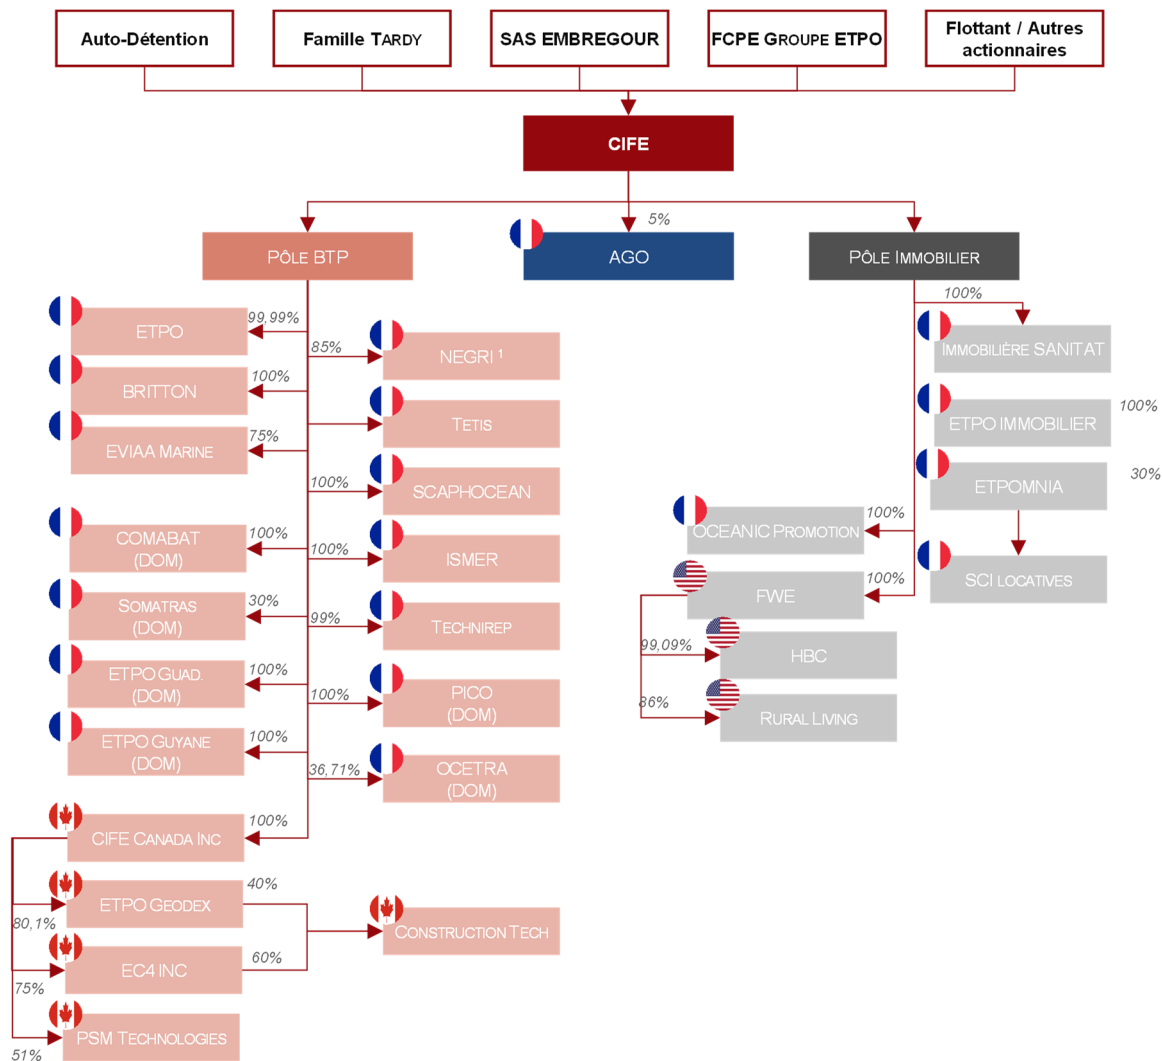 Auto-Détention
Famille TARDY
SAS EMBREGOUR
FCPE GROUPE ETPO
Flottant / Autres
actionnaires
CIFE
5%
PÔLE BTP
AGO
PÔLE IMMOBILIER
ETPO
99,99%
BRITTON
100%
EVIAA MARINE
75%
COMABAT
(DOM)
100%
SOMATRAS
(DOM)
30%
ETPO GUAD.
(DOM)
100%
ETPO GUYANE
(DOM)
100%
CIFE CANADA INC
100%
85%
NEGRI 1
TETIS
100%
SCAPHOCEAN
100%
ISMER
99%
TECHNIREP
100%
PICO
(DOM)
36,71%
OCETRA
(DOM)
ETPO GEODEX
40%
80,1%
EC4 INC
60%
75%
PSM TECHNOLOGIES
51%
CONSTRUCTION TECH
100%
IMMOBILIÈRE SANITAT
ETPO IMMOBILIER
100%
ETPOMNIA
30%
SCI LOCATIVES
OCEANIC PROMOTION
100%
FWE
100%
99,09%
HBC
86%
RURAL LIVING